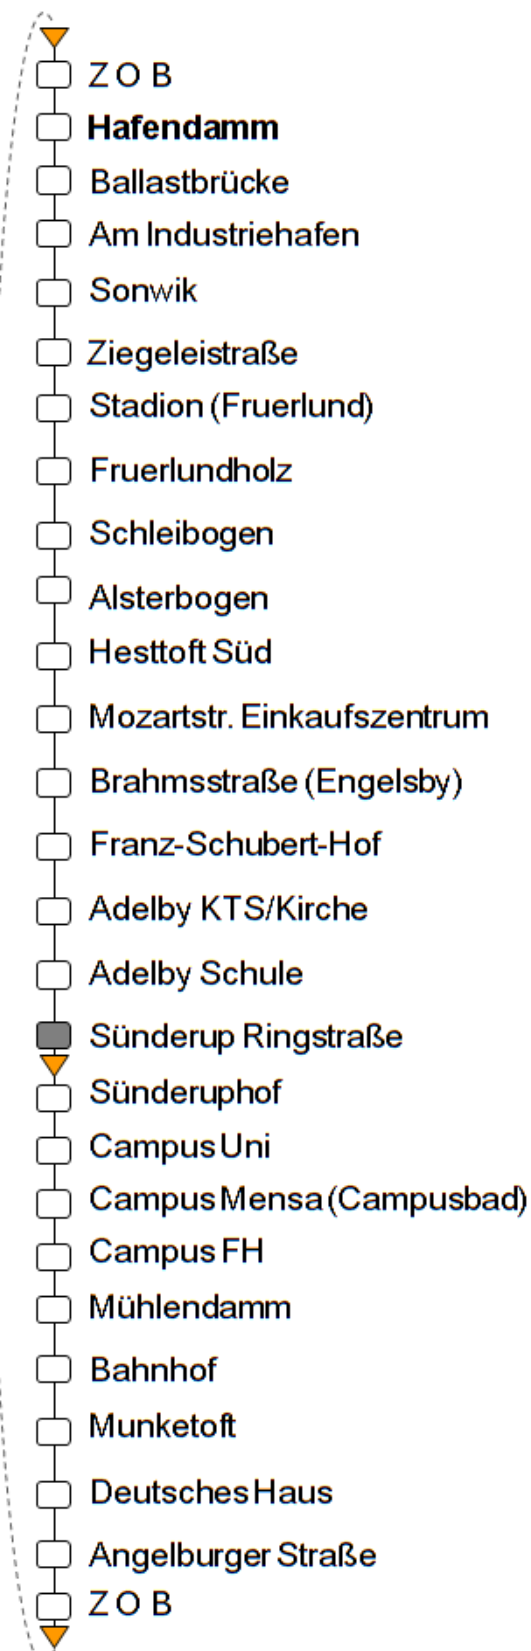 Z O B
Hafendamm
Ballastbrücke
Am Industriehafen
Sonwik
Ziegeleistraße
Stadion (Fruerlund)
Fruerlundholz
Schleibogen
Alsterbogen
Hesttoft Süd
Mozartstr. Einkaufszentrum
Brahmsstraße (Engelsby)
Franz-Schubert-Hof
Adelby KTS/Kirche
Adelby Schule
Sünderup Ringstraße
Sünderuphof
Campus Uni
Campus Mensa (Campusbad)
Campus FH
Mühlendamm
Bahnhof
Munketoft
Deutsches Haus
Angelburger Straße
Z O B